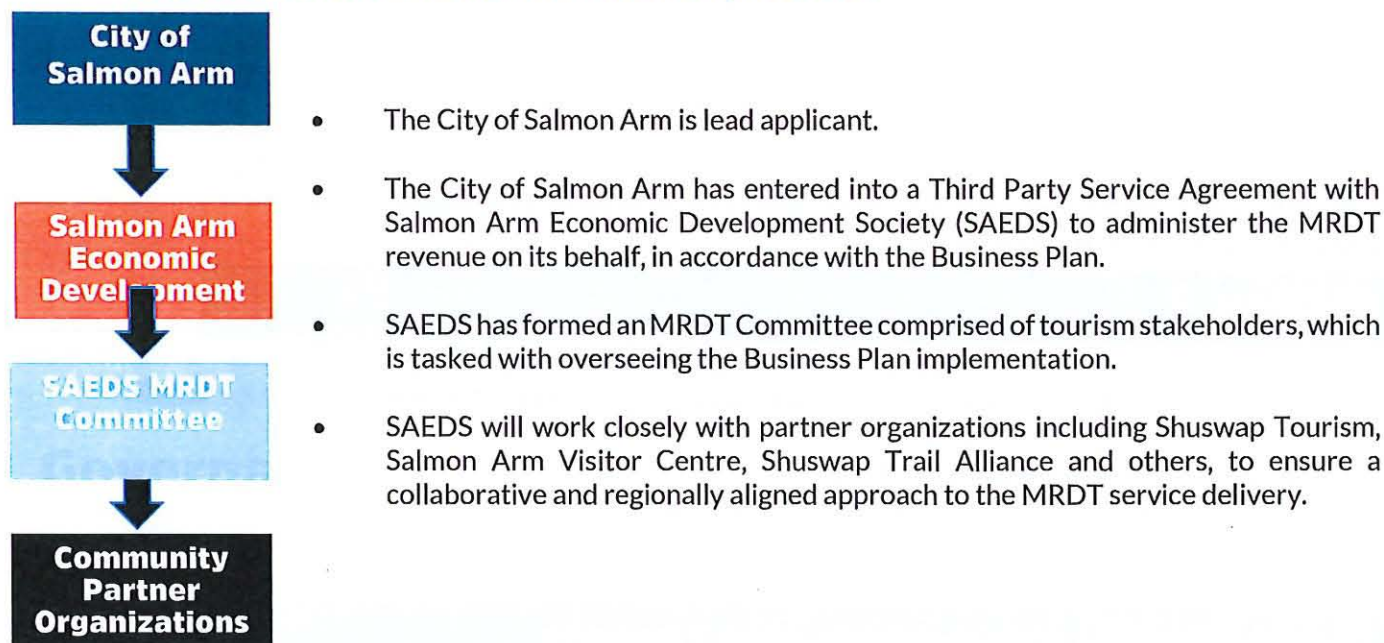 City of
Salmon Arm
Salmon Arm
Economic
Development
SAEDS MRDT
Committee
Community
Partner
Organizations
• The City of Salmon Arm is lead applicant.
• The City of Salmon Arm has entered into a Third Party Service Agreement with
Salmon Arm Economic Development Society (SAEDS) to administer the MRDT
revenue on its behalf, in accordance with the Business Plan.
• SAEDS has formed an MRDT Committee comprised of tourism stakeholders, which
is tasked with overseeing the Business Plan implementation.
• SAEDS will work closely with partner organizations including Shuswap Tourism,
Salmon Arm Visitor Centre, Shuswap Trail Alliance and others, to ensure a
collaborative and regionally aligned approach to the MRDT service delivery.